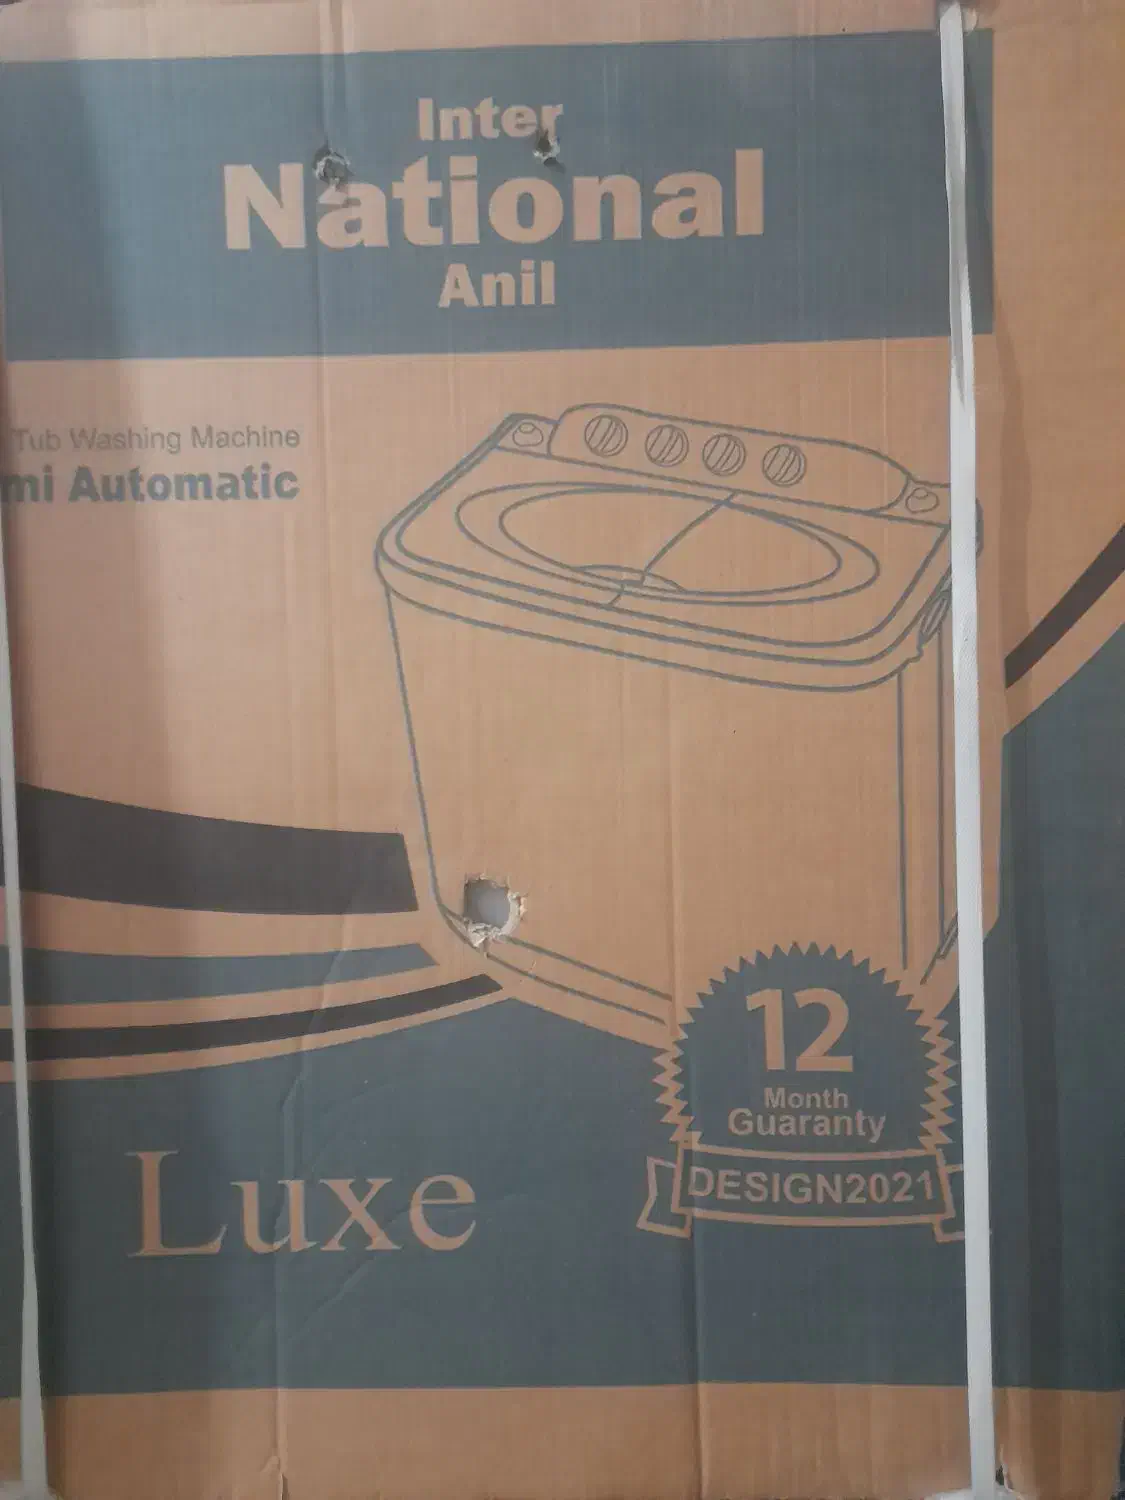 Inter
National
Anil
Tub Washing Machine
mi Automatic
12
Month
Guaranty
DESIGN2021
Luxe